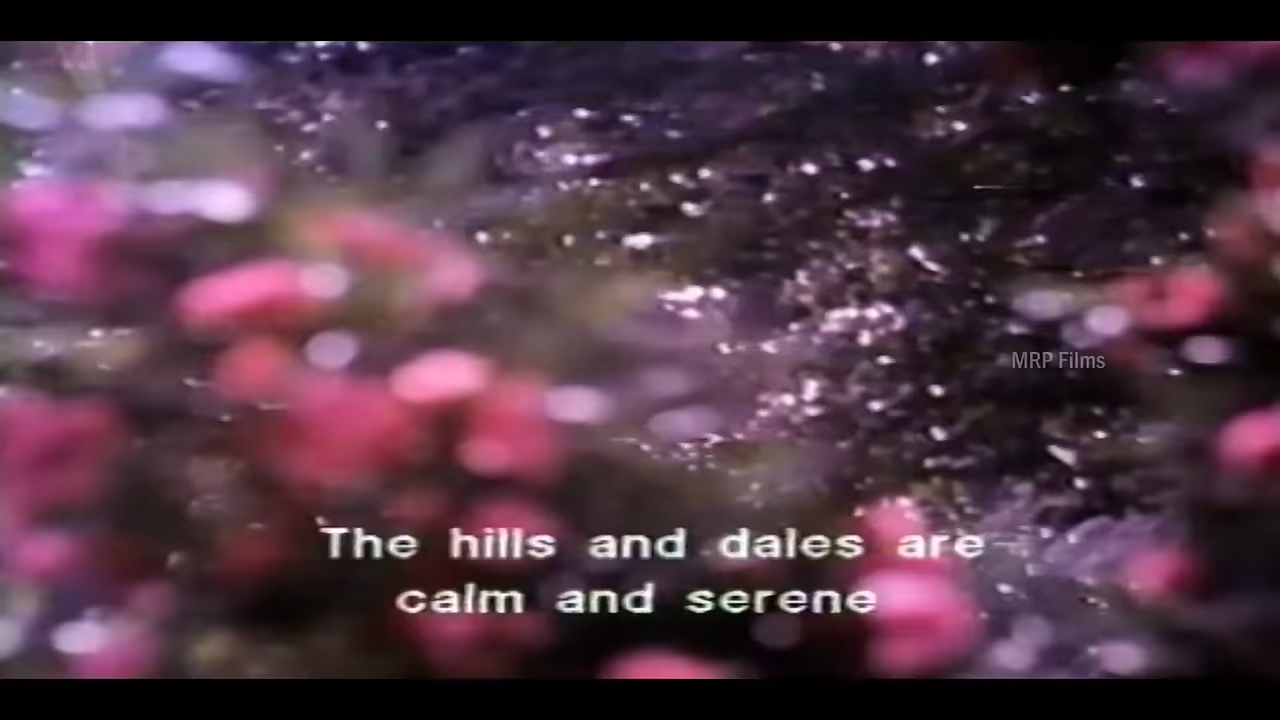 MRP Films
The hills and dales are
calm and serene